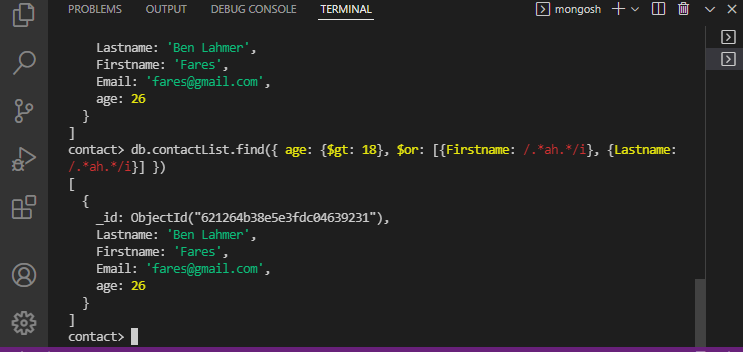 PROBLEMS OUTPUT DEBUG CONSOLE TERMINAL mongosh
Lastname: 'Ben Lahmer',
Firstname: 'Fares',
Email: 'fares@gmail.com',
age: 26
}
]
contact> db.contactList.find({ age: {$gt: 18}, $or: [{Firstname: /.*ah.*/i}, {Lastname:
/.*ah.*/i}] })
[
{
_id: ObjectId("621264b38e5e3fdc04639231"),
Lastname: 'Ben Lahmer',
Firstname: 'Fares',
Email: 'fares@gmail.com',
age: 26
}
]
contact>